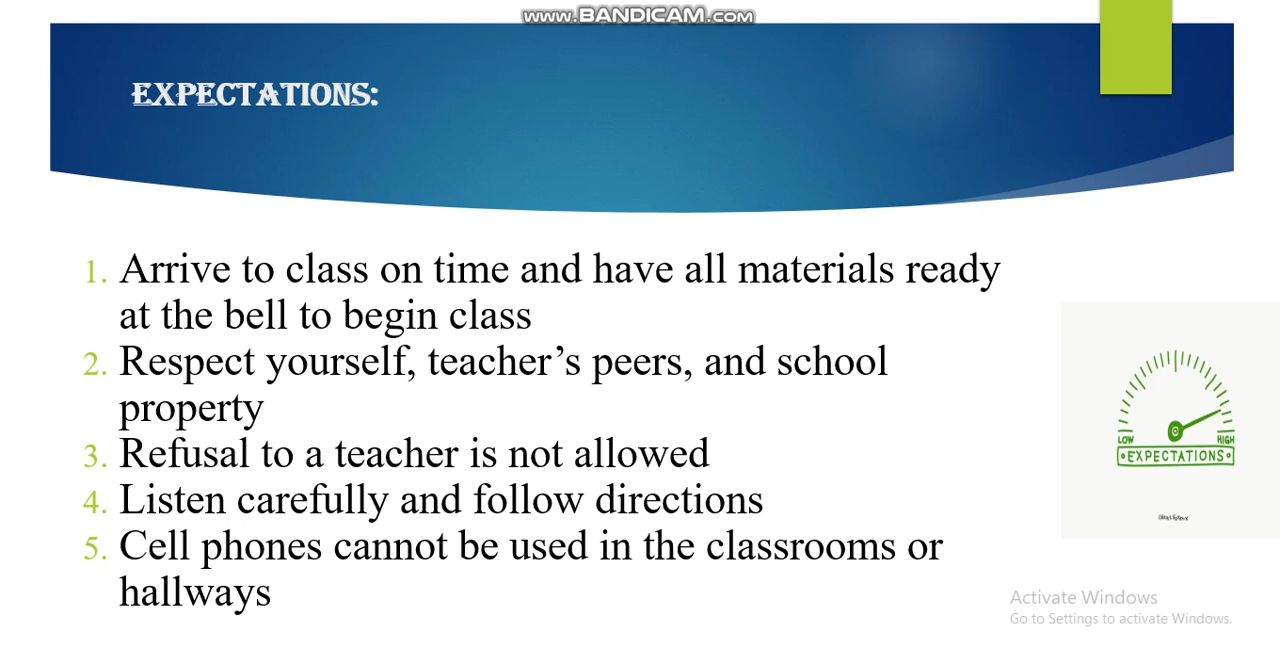 www.BANDICAM.com
EXPECTATIONS:
1. Arrive to class on time and have all materials ready
at the bell to begin class
2. Respect yourself, teacher’s peers, and school
property
3. Refusal to a teacher is not allowed
4. Listen carefully and follow directions
5. Cell phones cannot be used in the classrooms or
hallways
LOW HIGH
•EXPECTATIONS•
Activate Windows
Go to Settings to activate Windows.